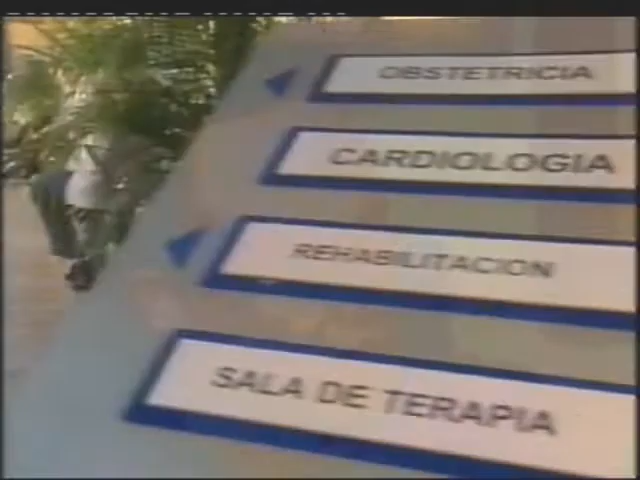 OBSTETRICIA
CARDIOLOGIA
REHABILITACION
SALA DE TERAPIA